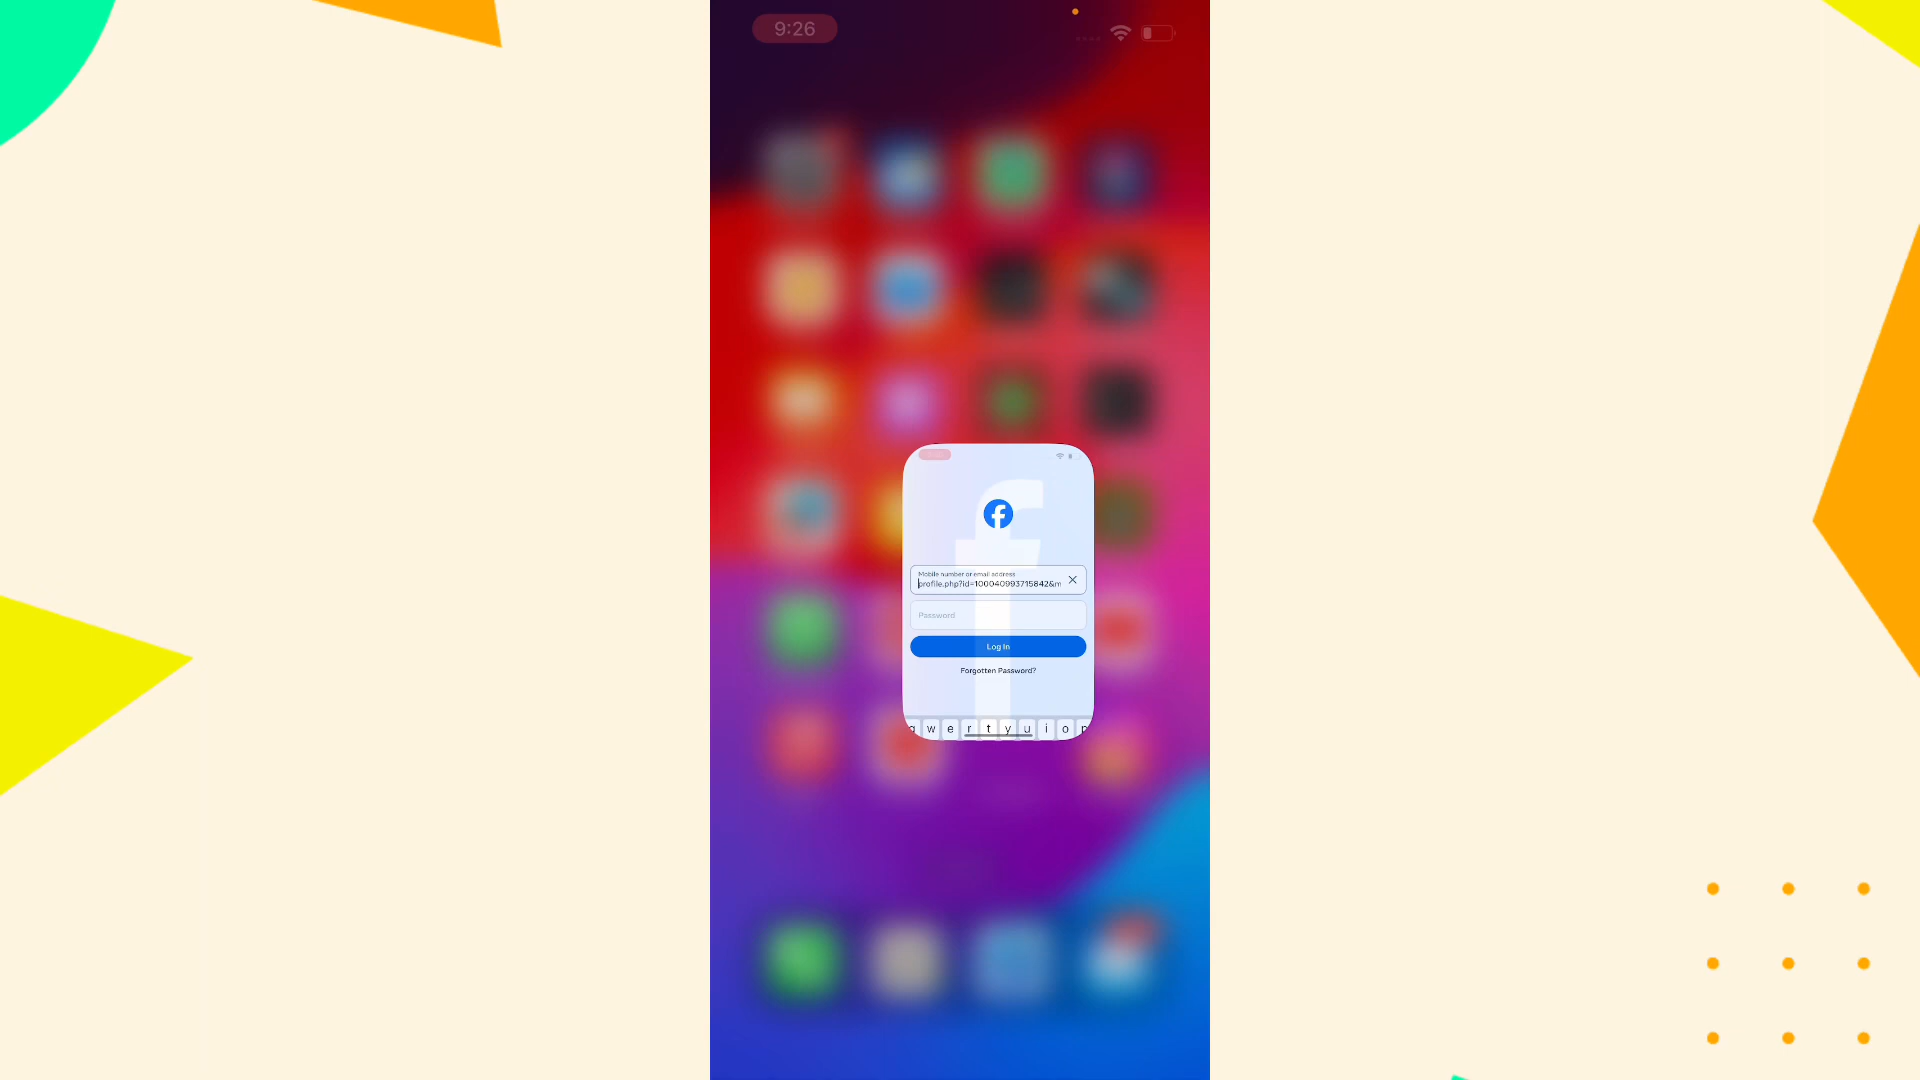 9:26
Mobile number or email address
profile.php?id=100040993715842&m
Password
Log In
Forgotten Password?
q w e r t y u i o p